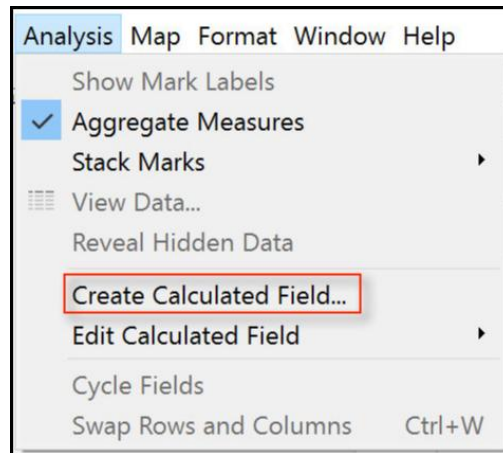 Analysis Map Format Window Help
Show Mark Labels
Aggregate Measures
Stack Marks
View Data...
Reveal Hidden Data
Create Calculated Field...
Edit Calculated Field
Cycle Fields
Swap Rows and Columns Ctrl+W